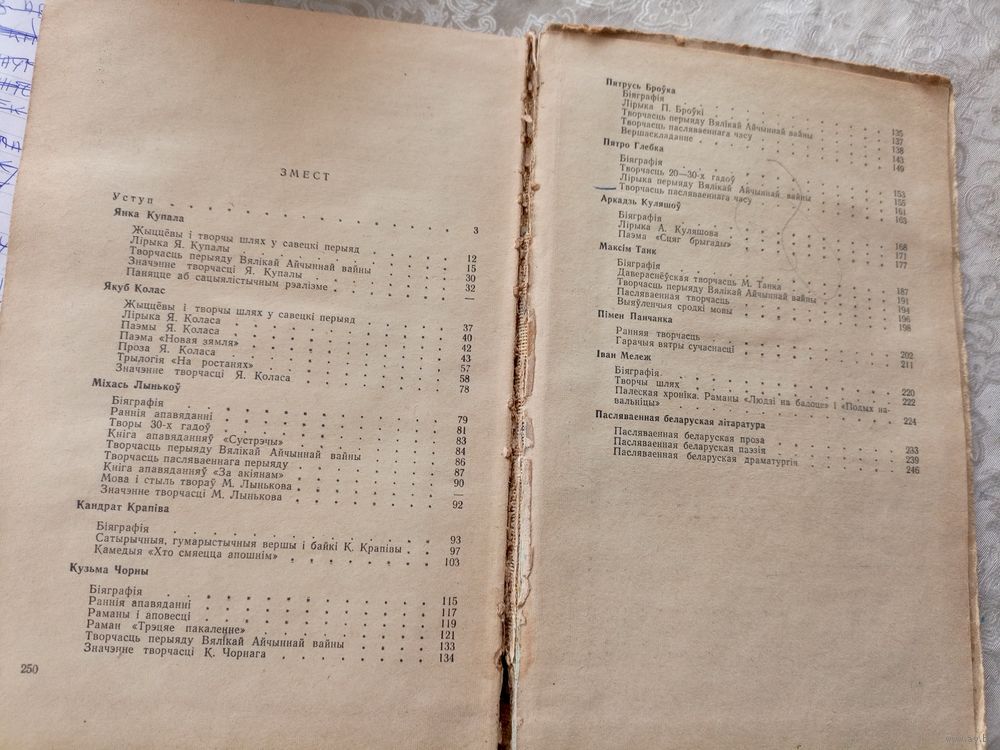 ЗМЕСТ
Уступ 3
Янка Купала
Жыццёвы і творчы шлях у савецкі перыяд 12
Лірыка Я. Купалы 15
Творчасць перыяду Вялікай Айчыннай вайны 30
Значэнне творчасці Я. Купалы 32
Паняцце аб сацыялістычным рэалізме —
Якуб Колас
Жыццёвы і творчы шлях у савецкі перыяд 37
Лірыка Я. Коласа 40
Паэмы Я. Коласа 42
Паэма «Новая зямля» 43
Проза Я. Коласа 57
Трылогія «На ростанях» 58
Значэнне творчасці Я. Коласа 78
Міхась Лынькоў
Біяграфія 79
Раннія апавяданні 81
Творы 30-х гадоў 83
Кніга апавяданняў «Сустрэчы» 84
Творчасць перыяду Вялікай Айчыннай вайны 86
Творчасць пасляваеннага перыяду 87
Кніга апавяданняў «За акіянам» 90
Мова і стыль твораў М. Лынькова —
Значэнне творчасці М. Лынькова 92
Кандрат Крапіва
Біяграфія 93
Сатырычныя, гумарыстычныя вершы і байкі К. Крапівы 97
Камедыя «Хто смяецца апошнім» 103
Кузьма Чорны
Біяграфія 115
Раннія апавяданні 117
Раманы і аповесці 119
Раман «Трэцяе пакаленне» 121
Творчасць перыяду Вялікай Айчыннай вайны 133
Значэнне творчасці К. Чорнага 134
250
Пятрусь Броўка
Біяграфія 135
Лірыка П. Броўкі 137
Творчасць перыяду Вялікай Айчыннай вайны 138
Творчасць пасляваеннага часу 143
Вершаскладанне 149
Пятро Глебка
Біяграфія 153
Творчасць 20—30-х гадоў 155
Лірыка перыяду Вялікай Айчыннай вайны 161
Творчасць пасляваеннага часу 163
Аркадзь Куляшоў
Біяграфія 168
Лірыка А. Куляшова 171
Паэма «Сцяг брыгады» 177
Максім Танк
Біяграфія 187
Давераснёўская творчасць М. Танка 191
Творчасць перыяду Вялікай Айчыннай вайны 194
Пасляваенная творчасць 196
Выяўленчыя сродкі мовы 198
Пімен Панчанка
Ранняя творчасць 202
Гарачыя вятры сучаснасці 211
Іван Мележ
Біяграфія 220
Творчы шлях 222
Палеская хроніка. Раманы «Людзі на балоце» і «Подых на-
вальніцы» 224
Пасляваенная беларуская літаратура
Пасляваенная беларуская проза 233
Пасляваенная беларуская паэзія 239
Пасляваенная беларуская драматургія 246